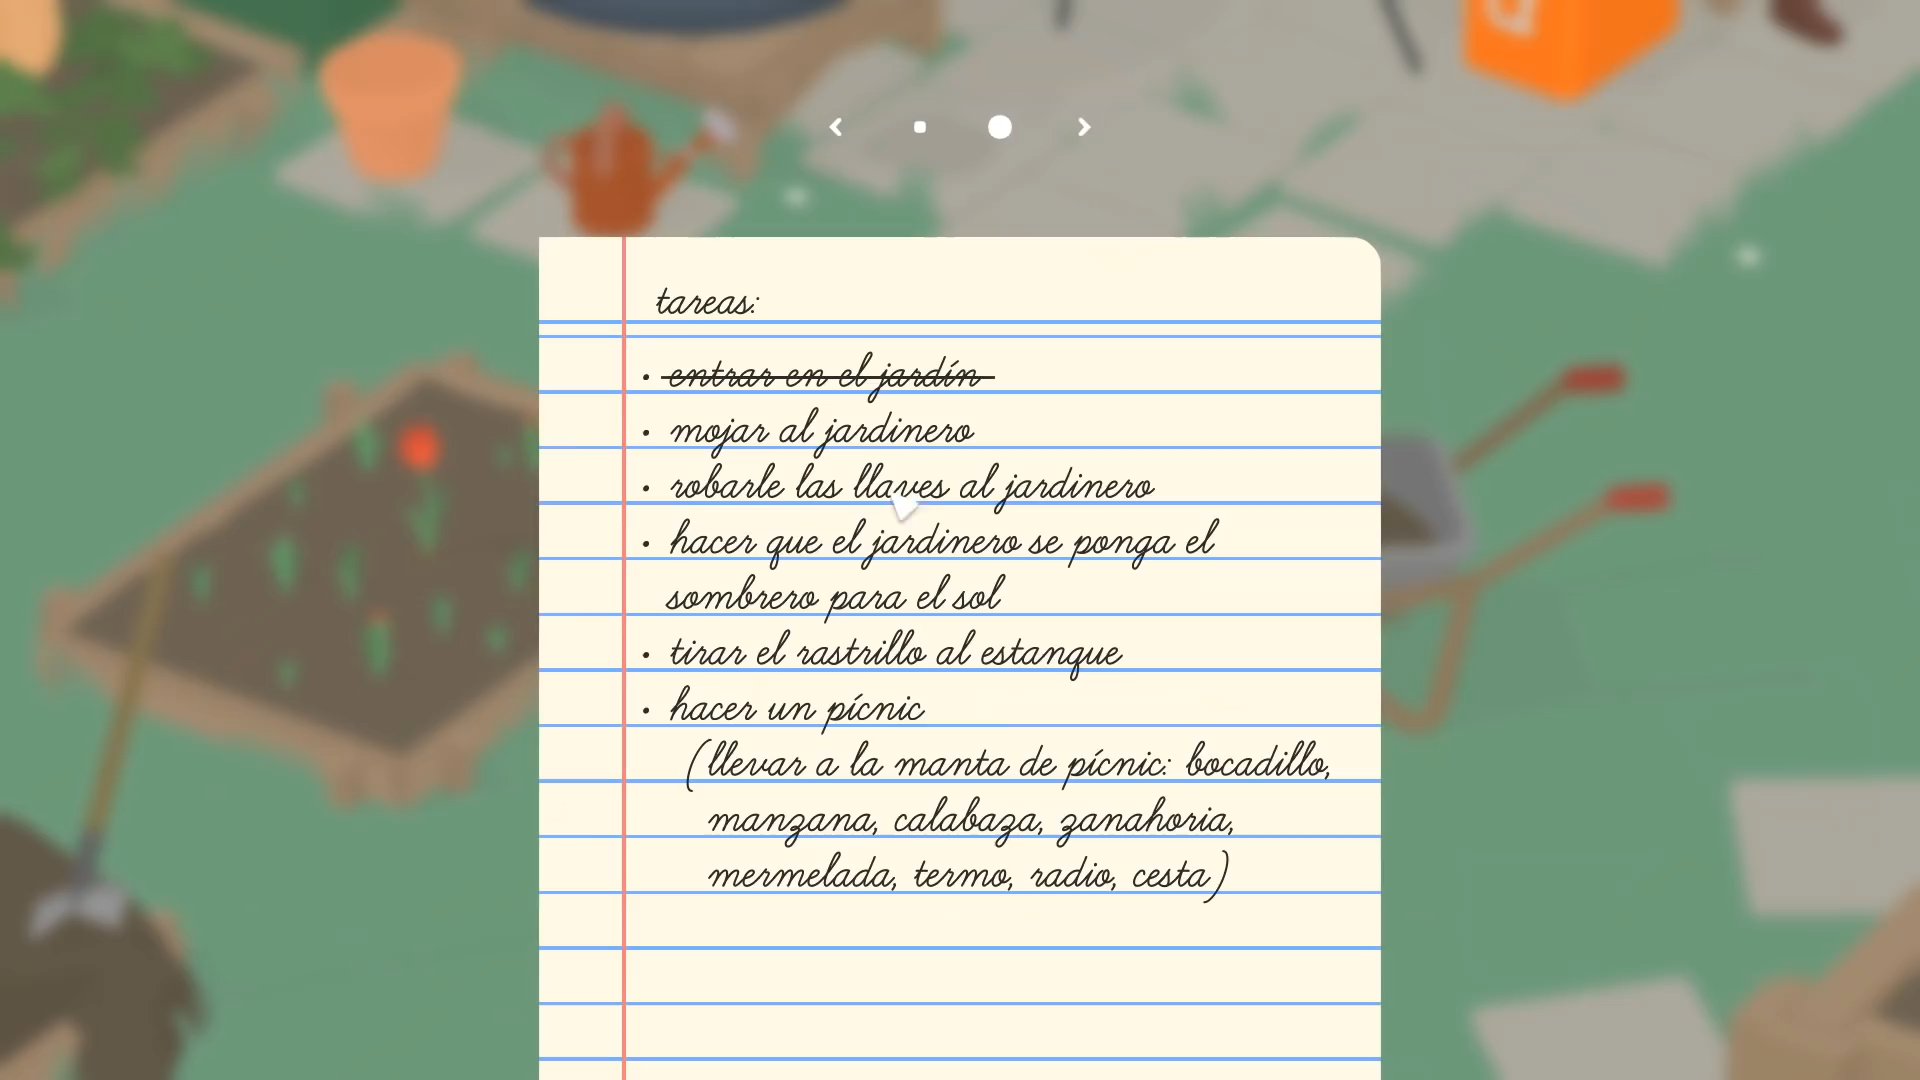 tareas:
• entrar en el jardín
• mojar al jardinero
• robarle las llaves al jardinero
• hacer que el jardinero se ponga el
sombrero para el sol
• tirar el rastrillo al estanque
• hacer un pícnic
(llevar a la manta de pícnic: bocadillo,
manzana, calabaza, zanahoria,
mermelada, termo, radio, cesta)